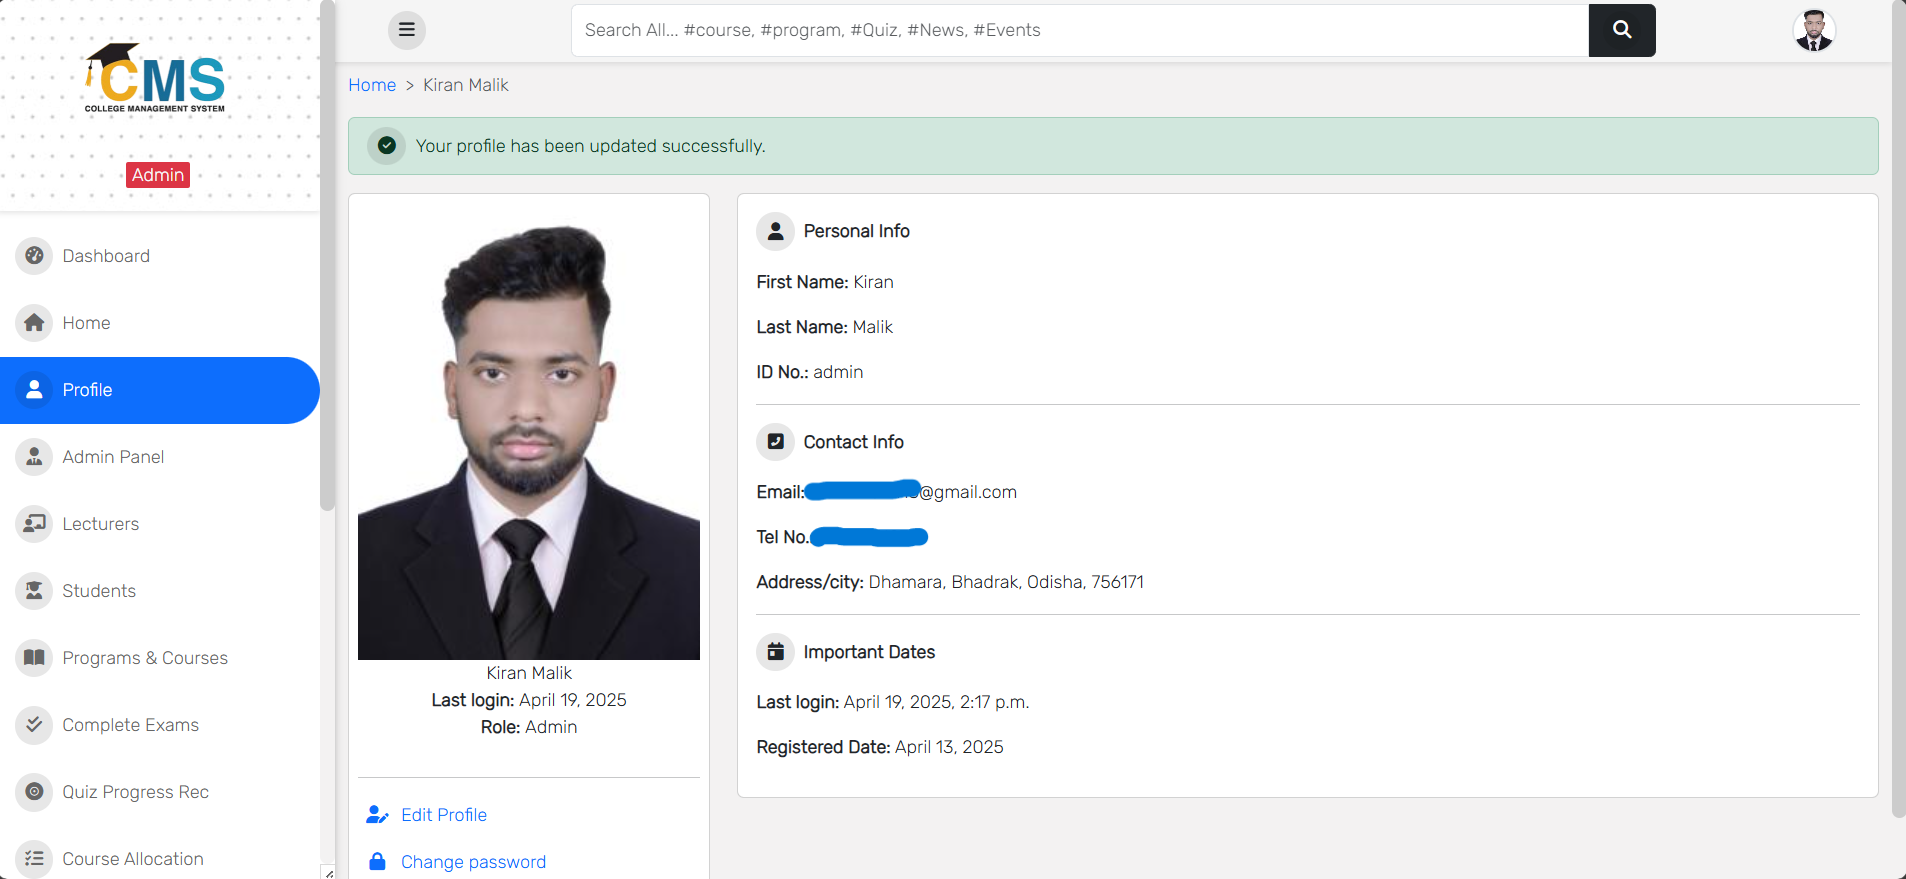 CMS
COLLEGE MANAGEMENT SYSTEM
Admin
Dashboard
Home
Profile
Admin Panel
Lecturers
Students
Programs & Courses
Complete Exams
Quiz Progress Rec
Course Allocation
Search All... #course, #program, #Quiz, #News, #Events
Home > Kiran Malik
Your profile has been updated successfully.
Kiran Malik
Last login: April 19, 2025
Role: Admin
Edit Profile
Change password
Personal Info
First Name: Kiran
Last Name: Malik
ID No.: admin
Contact Info
Email: @gmail.com
Tel No.
Address/city: Dhamara, Bhadrak, Odisha, 756171
Important Dates
Last login: April 19, 2025, 2:17 p.m.
Registered Date: April 13, 2025